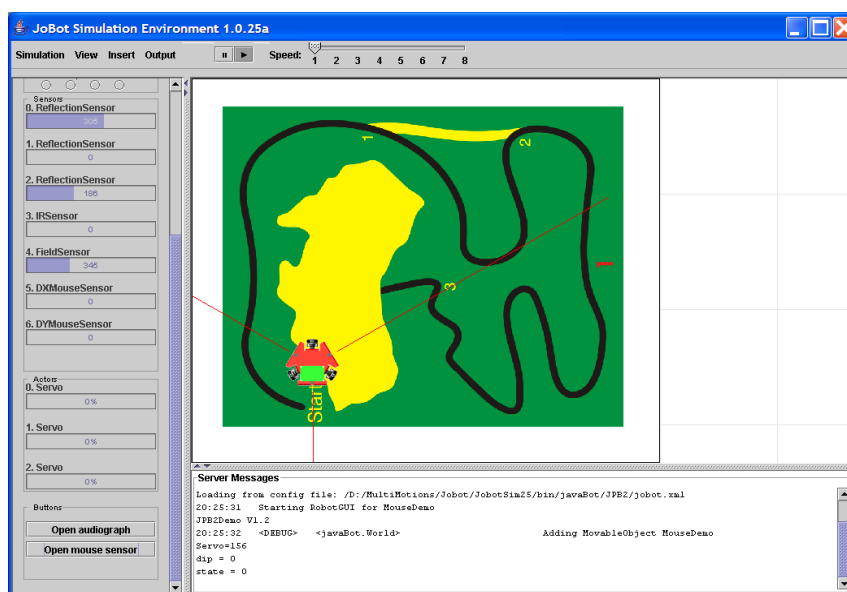 JoBot Simulation Environment 1.0.25a
Simulation View Insert Output Speed: 1 2 3 4 5 6 7 8
Sensors
0. ReflectionSensor
305
1. ReflectionSensor
0
2. ReflectionSensor
186
3. IRSensor
0
4. FieldSensor
345
5. DXMouseSensor
0
6. DYMouseSensor
0
Actors
0. Servo
0%
1. Servo
0%
2. Servo
0%
Buttons
Open audiograph
Open mouse sensor
1
2
3
1
Start
Server Messages
Loading from config file: /D:/MultiMotions/Jobot/JobotSim25/bin/javaBot/JPB2/jobot.xml
20:25:31 Starting RobotGUI for MouseDemo
JPB2Demo V1.2
20:25:32 <DEBUG> <javaBot.World> Adding MovableObject MouseDemo
Servo=156
dip = 0
state = 0